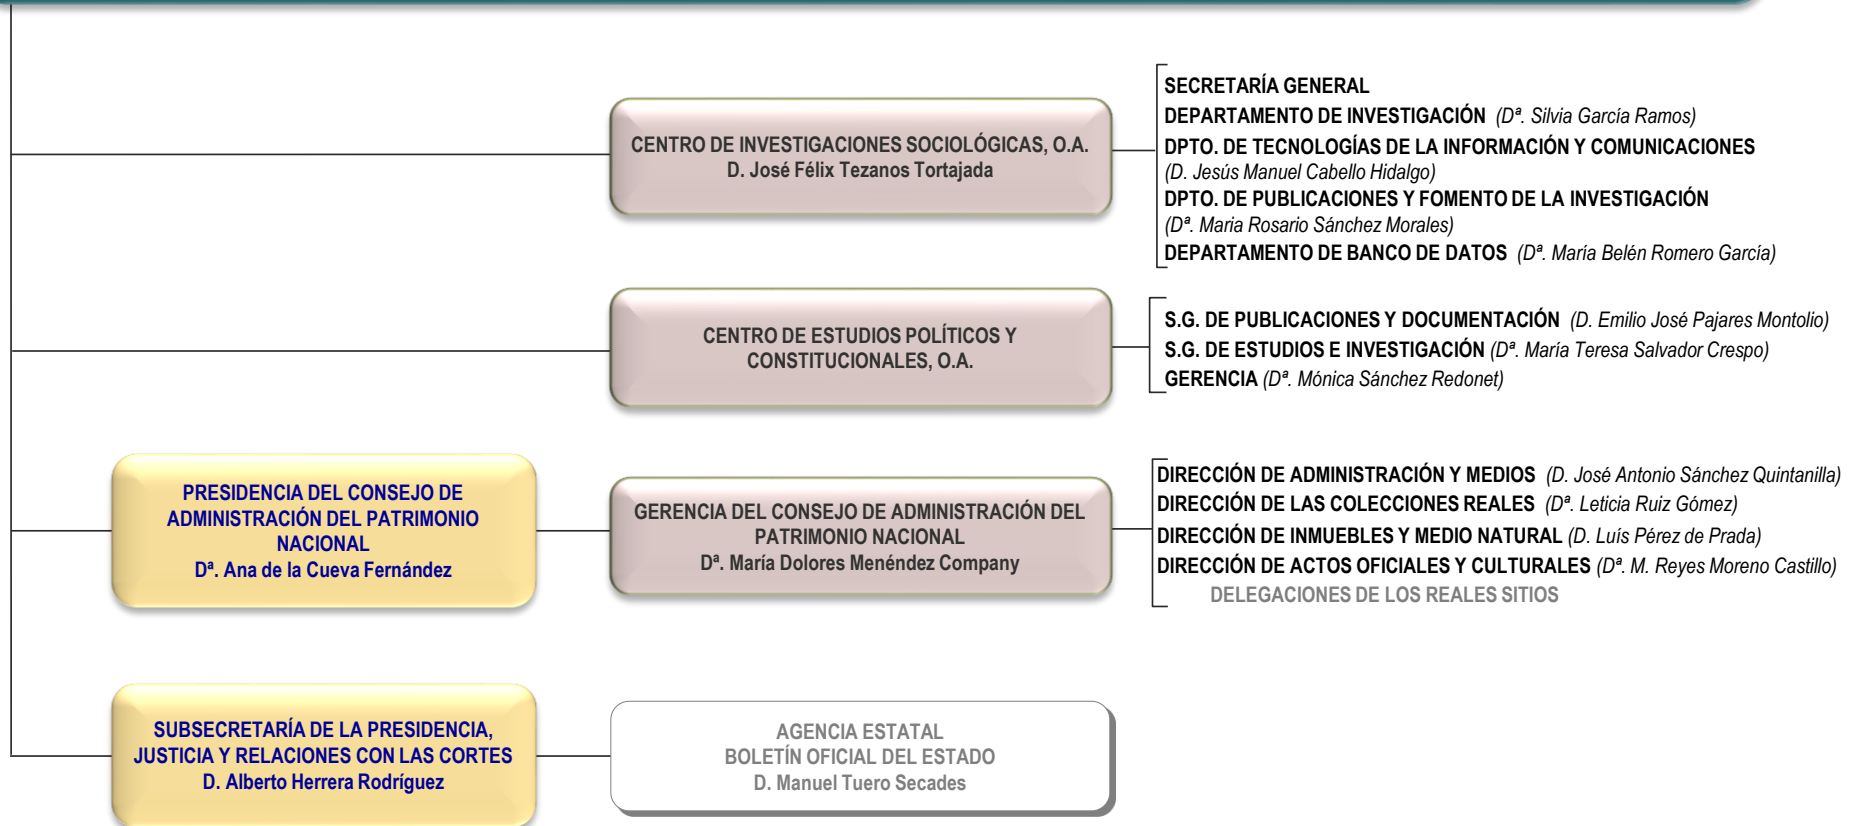 CENTRO DE INVESTIGACIONES SOCIOLÓGICAS, O.A.
D. José Félix Tezanos Tortajada
SECRETARÍA GENERAL
DEPARTAMENTO DE INVESTIGACIÓN (Dª. Silvia García Ramos)
DPTO. DE TECNOLOGÍAS DE LA INFORMACIÓN Y COMUNICACIONES
(D. Jesús Manuel Cabello Hidalgo)
DPTO. DE PUBLICACIONES Y FOMENTO DE LA INVESTIGACIÓN
(Dª. Maria Rosario Sánchez Morales)
DEPARTAMENTO DE BANCO DE DATOS (Dª. María Belén Romero García)
CENTRO DE ESTUDIOS POLÍTICOS Y
CONSTITUCIONALES, O.A.
S.G. DE PUBLICACIONES Y DOCUMENTACIÓN (D. Emilio José Pajares Montolio)
S.G. DE ESTUDIOS E INVESTIGACIÓN (Dª. María Teresa Salvador Crespo)
GERENCIA (Dª. Mónica Sánchez Redonet)
PRESIDENCIA DEL CONSEJO DE
ADMINISTRACIÓN DEL PATRIMONIO
NACIONAL
Dª. Ana de la Cueva Fernández
GERENCIA DEL CONSEJO DE ADMINISTRACIÓN DEL
PATRIMONIO NACIONAL
Dª. María Dolores Menéndez Company
DIRECCIÓN DE ADMINISTRACIÓN Y MEDIOS (D. José Antonio Sánchez Quintanilla)
DIRECCIÓN DE LAS COLECCIONES REALES (Dª. Leticia Ruiz Gómez)
DIRECCIÓN DE INMUEBLES Y MEDIO NATURAL (D. Luís Pérez de Prada)
DIRECCIÓN DE ACTOS OFICIALES Y CULTURALES (Dª. M. Reyes Moreno Castillo)
DELEGACIONES DE LOS REALES SITIOS
SUBSECRETARÍA DE LA PRESIDENCIA,
JUSTICIA Y RELACIONES CON LAS CORTES
D. Alberto Herrera Rodríguez
AGENCIA ESTATAL
BOLETÍN OFICIAL DEL ESTADO
D. Manuel Tuero Secades